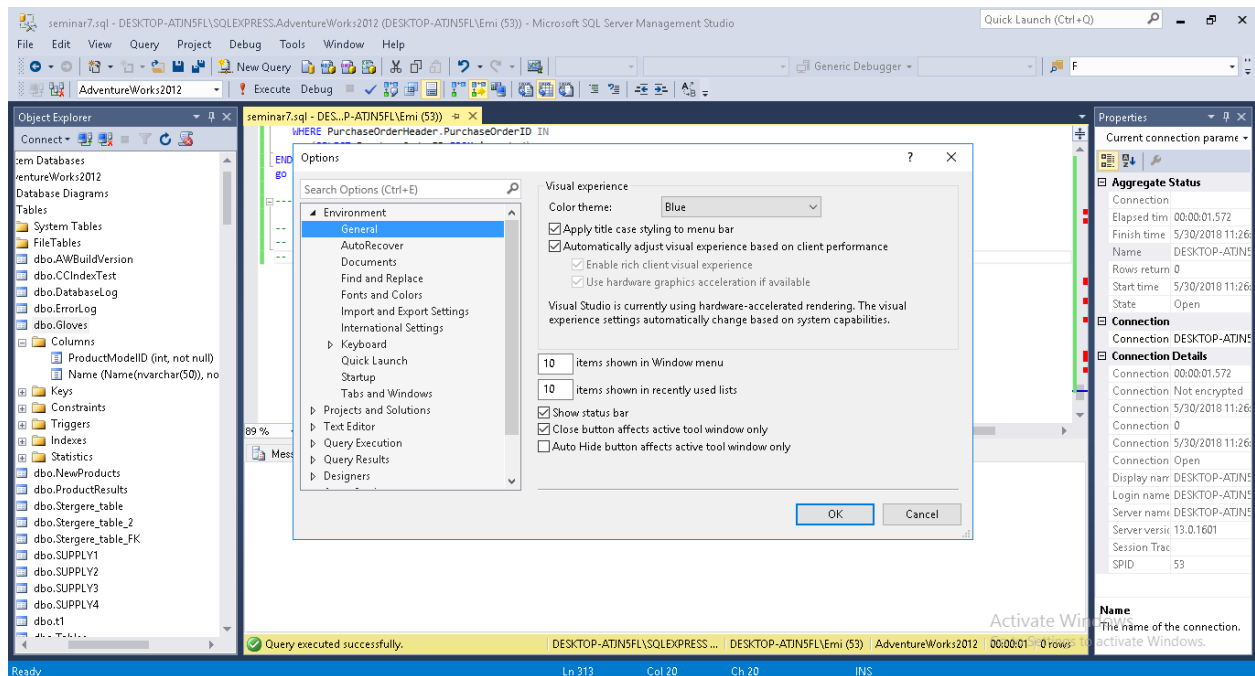 seminar7.sql - DESKTOP-ATJN5FL\SQLEXPRESS.AdventureWorks2012 (DESKTOP-ATJN5FL\Emi (53)) - Microsoft SQL Server Management Studio
Quick Launch (Ctrl+Q)
File Edit View Query Project Debug Tools Window Help
New Query
Generic Debugger
F
AdventureWorks2012
Execute Debug
Object Explorer
Connect
tem Databases
ventureWorks2012
Database Diagrams
Tables
System Tables
FileTables
dbo.AWBuildVersion
dbo.CCIndexTest
dbo.DatabaseLog
dbo.ErrorLog
dbo.Gloves
Columns
ProductModelID (int, not null)
Name (Name(nvarchar(50)), no
Keys
Constraints
Triggers
Indexes
Statistics
dbo.NewProducts
dbo.ProductResults
dbo.Stergere_table
dbo.Stergere_table_2
dbo.Stergere_table_FK
dbo.SUPPLY1
dbo.SUPPLY2
dbo.SUPPLY3
dbo.SUPPLY4
dbo.t1
seminar7.sql - DES...P-ATJN5FL\Emi (53))
WHERE PurchaseOrderHeader.PurchaseOrderID IN
END
go
--
--
--
89 %
Mess
Options
Search Options (Ctrl+E)
Environment
General
AutoRecover
Documents
Find and Replace
Fonts and Colors
Import and Export Settings
International Settings
Keyboard
Quick Launch
Startup
Tabs and Windows
Projects and Solutions
Text Editor
Query Execution
Query Results
Designers
Visual experience
Color theme: Blue
Apply title case styling to menu bar
Automatically adjust visual experience based on client performance
Enable rich client visual experience
Use hardware graphics acceleration if available
Visual Studio is currently using hardware-accelerated rendering. The visual
experience settings automatically change based on system capabilities.
10 items shown in Window menu
10 items shown in recently used lists
Show status bar
Close button affects active tool window only
Auto Hide button affects active tool window only
OK Cancel
Properties
Current connection parame
Aggregate Status
Connection
Elapsed tim 00:00:01.572
Finish time 5/30/2018 11:26:
Name DESKTOP-ATJN5
Rows return 0
Start time 5/30/2018 11:26:
State Open
Connection
Connection DESKTOP-ATJN5
Connection Details
Connection 00:00:01.572
Connection Not encrypted
Connection 5/30/2018 11:26:
Connection 0
Connection 5/30/2018 11:26:
Connection Open
Display nam DESKTOP-ATJN5
Login name DESKTOP-ATJN5
Server name DESKTOP-ATJN5
Server versic 13.0.1601
Session Trac
SPID 53
Name
The name of the connection.
Activate Windows
Go to Settings to activate Windows.
Query executed successfully.
DESKTOP-ATJN5FL\SQLEXPRESS ... DESKTOP-ATJN5FL\Emi (53) AdventureWorks2012 00:00:01 0 rows
Ready Ln 313 Col 20 Ch 20 INS